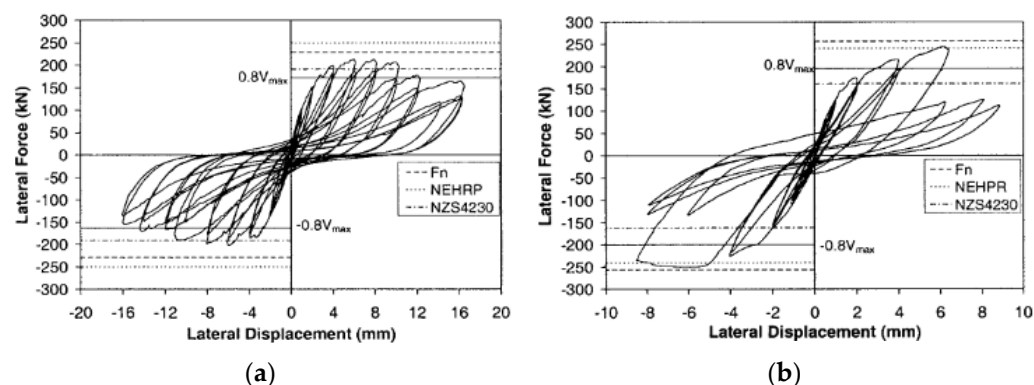 300
250
200
150
100
50
0
-50
-100
-150
-200
-250
-300
Lateral Force (kN)
0.8Vmax
-0.8Vmax
Fn
NEHRP
NZS4230
-20 -16 -12 -8 -4 0 4 8 12 16 20
Lateral Displacement (mm)
(a)
300
250
200
150
100
50
0
-50
-100
-150
-200
-250
-300
Lateral Force (kN)
0.8Vmax
-0.8Vmax
Fn
NEHPR
NZS4230
-10 -8 -6 -4 -2 0 2 4 6 8 10
Lateral Displacement (mm)
(b)